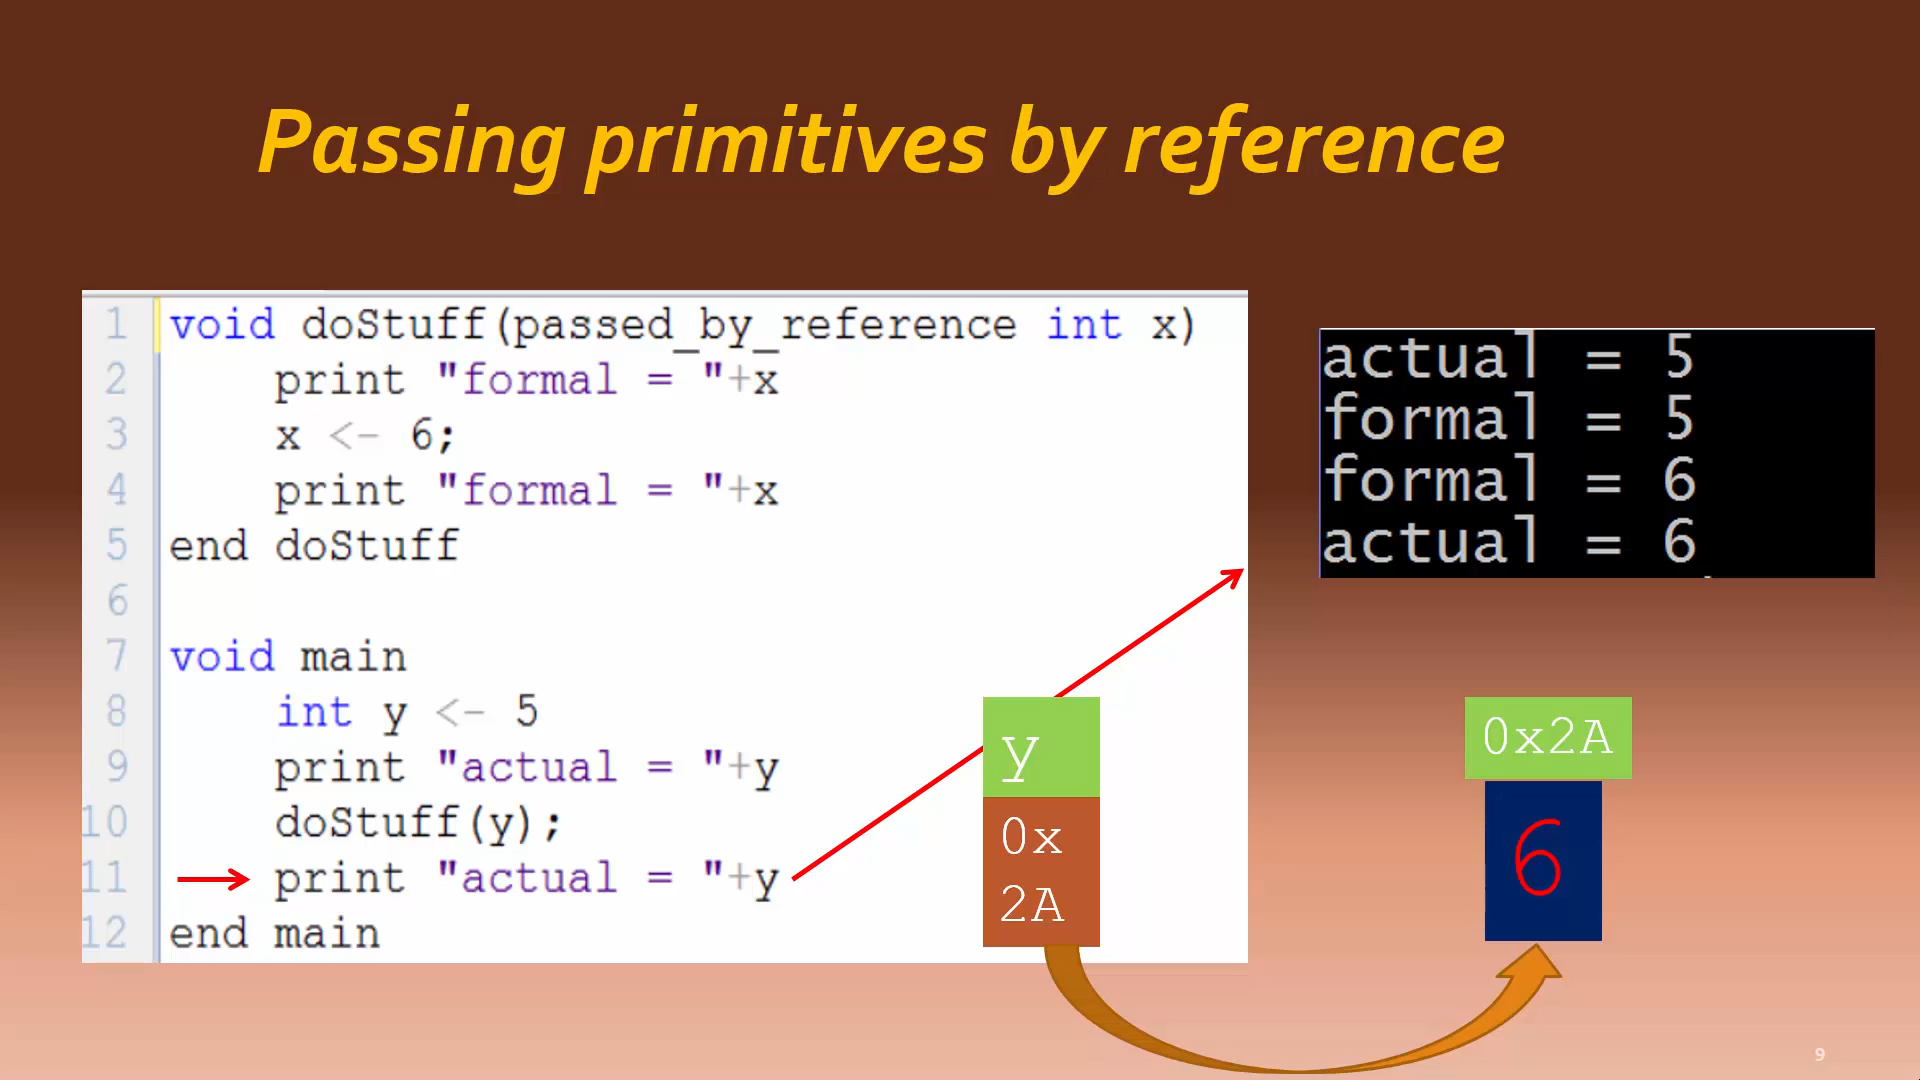 Passing primitives by reference
1 void doStuff(passed_by_reference int x)
2 print "formal = "+x
3 x <- 6;
4 print "formal = "+x
5 end doStuff
6
7 void main
8 int y <- 5
9 print "actual = "+y
10 doStuff(y);
11 print "actual = "+y
12 end main
actual = 5
formal = 5
formal = 6
actual = 6
y
0x
2A
0x2A
6
9